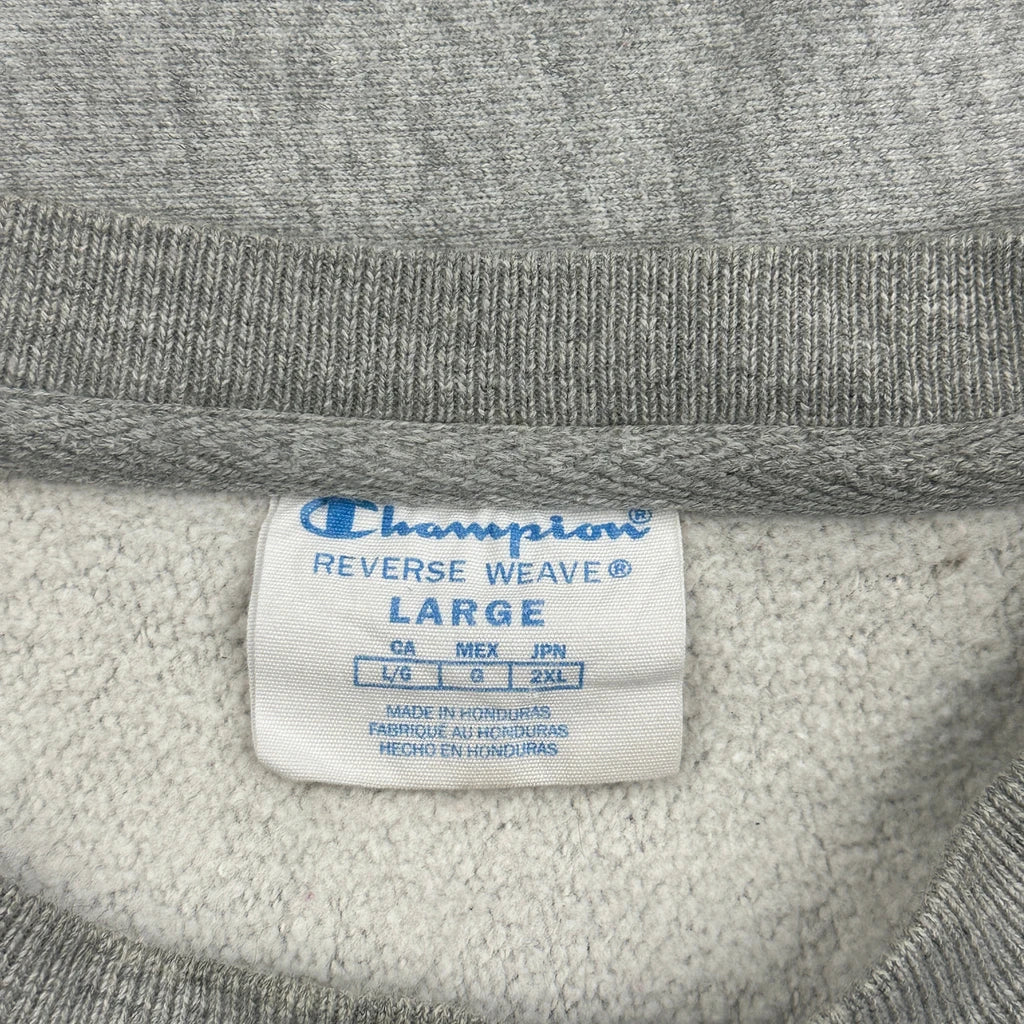 Champion®
REVERSE WEAVE®
LARGE
CA MEX JPN
L/G G 2XL
MADE IN HONDURAS
FABRIQUE AU HONDURAS
HECHO EN HONDURAS